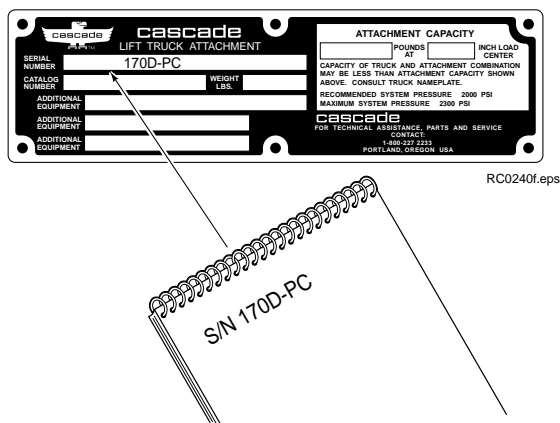 cascade
cascade
LIFT TRUCK ATTACHMENT
SERIAL NUMBER 170D-PC
CATALOG NUMBER
WEIGHT LBS.
ADDITIONAL EQUIPMENT
ADDITIONAL EQUIPMENT
ADDITIONAL EQUIPMENT
ATTACHMENT CAPACITY
POUNDS AT
INCH LOAD CENTER
CAPACITY OF TRUCK AND ATTACHMENT COMBINATION
MAY BE LESS THAN ATTACHMENT CAPACITY SHOWN
ABOVE. CONSULT TRUCK NAMEPLATE.
RECOMMENDED SYSTEM PRESSURE 2000 PSI
MAXIMUM SYSTEM PRESSURE 2300 PSI
cascade
FOR TECHNICAL ASSISTANCE, PARTS AND SERVICE
CONTACT:
1-800-227 2233
PORTLAND, OREGON USA
RC0240f.eps
S/N 170D-PC